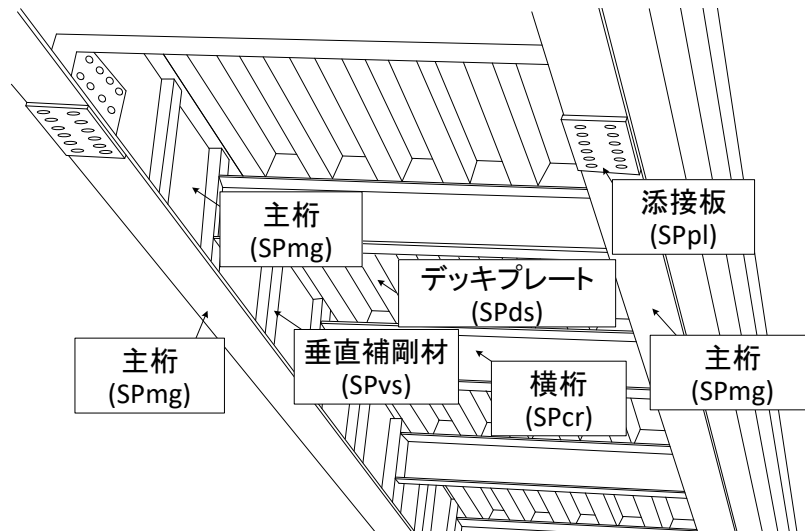 添接板
(SPpl)
主桁
(SPmg)
デッキプレート
(SPds)
主桁
(SPmg)
垂直補剛材
(SPvs)
主桁
(SPmg)
横桁
(SPcr)